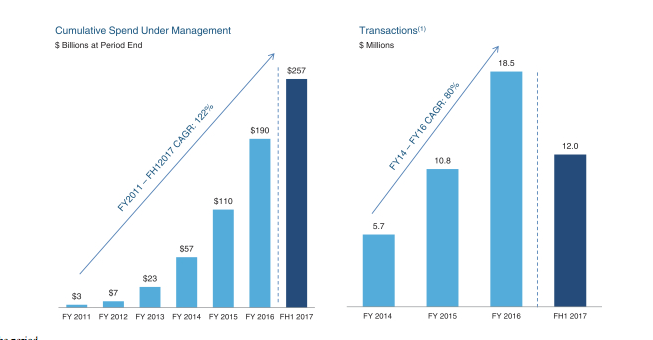 Cumulative Spend Under Management
$ Billions at Period End
$257
$190
$110
$57
$23
$7
$3
FY2011 – FH12017 CAGR: 122%
FY 2011 FY 2012 FY 2013 FY 2014 FY 2015 FY 2016 FH1 2017
Transactions(1)
$ Millions
18.5
12.0
10.8
5.7
FY14 – FY16 CAGR: 80%
FY 2014 FY 2015 FY 2016 FH1 2017
period